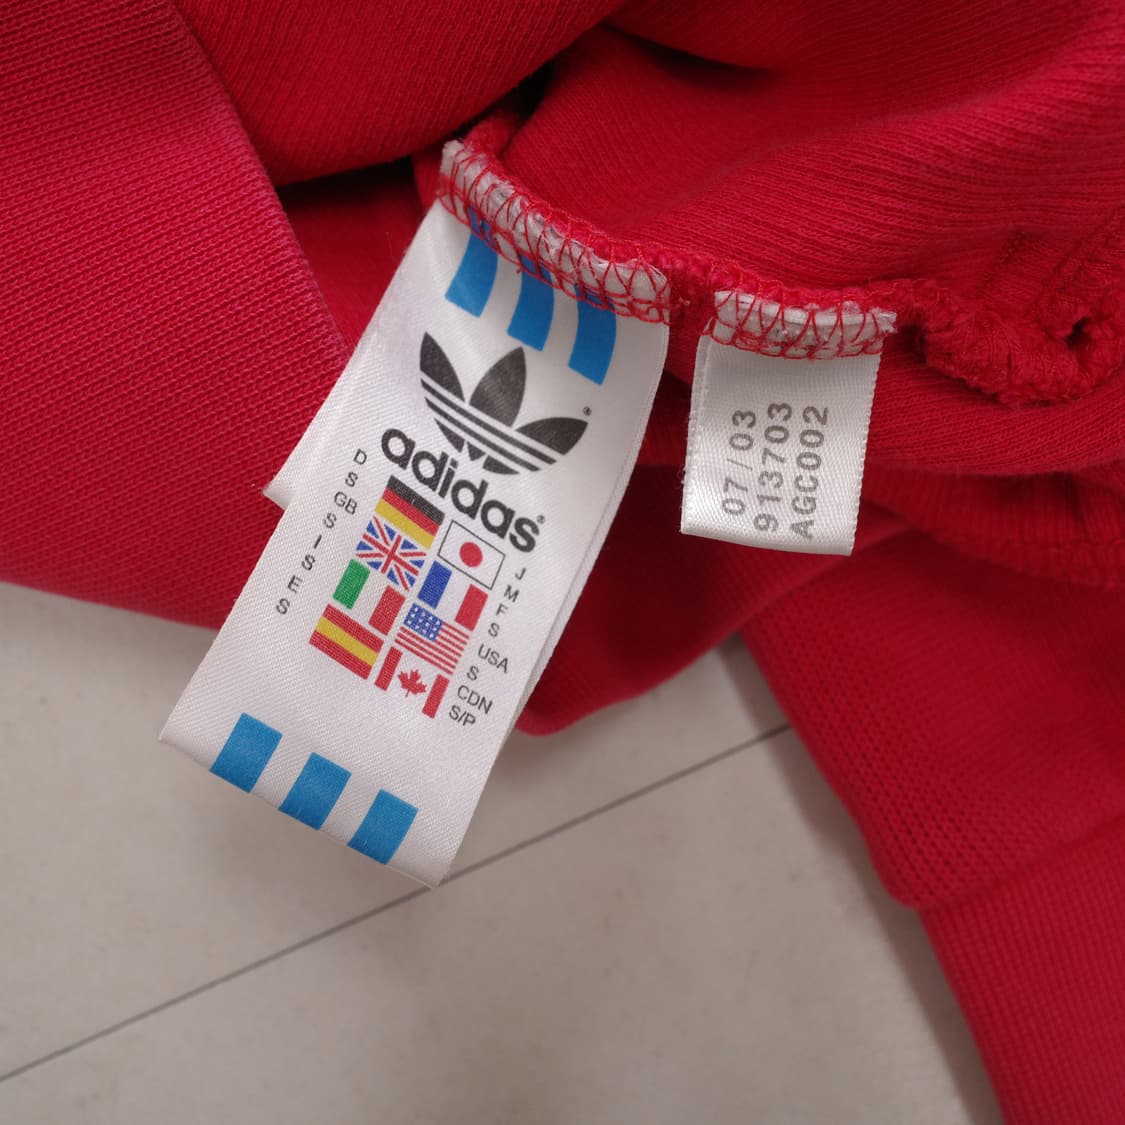 adidas
D S
GB S
I S
E S
J M
F S
USA S
CDN S/P
07/03
913703
AGC002